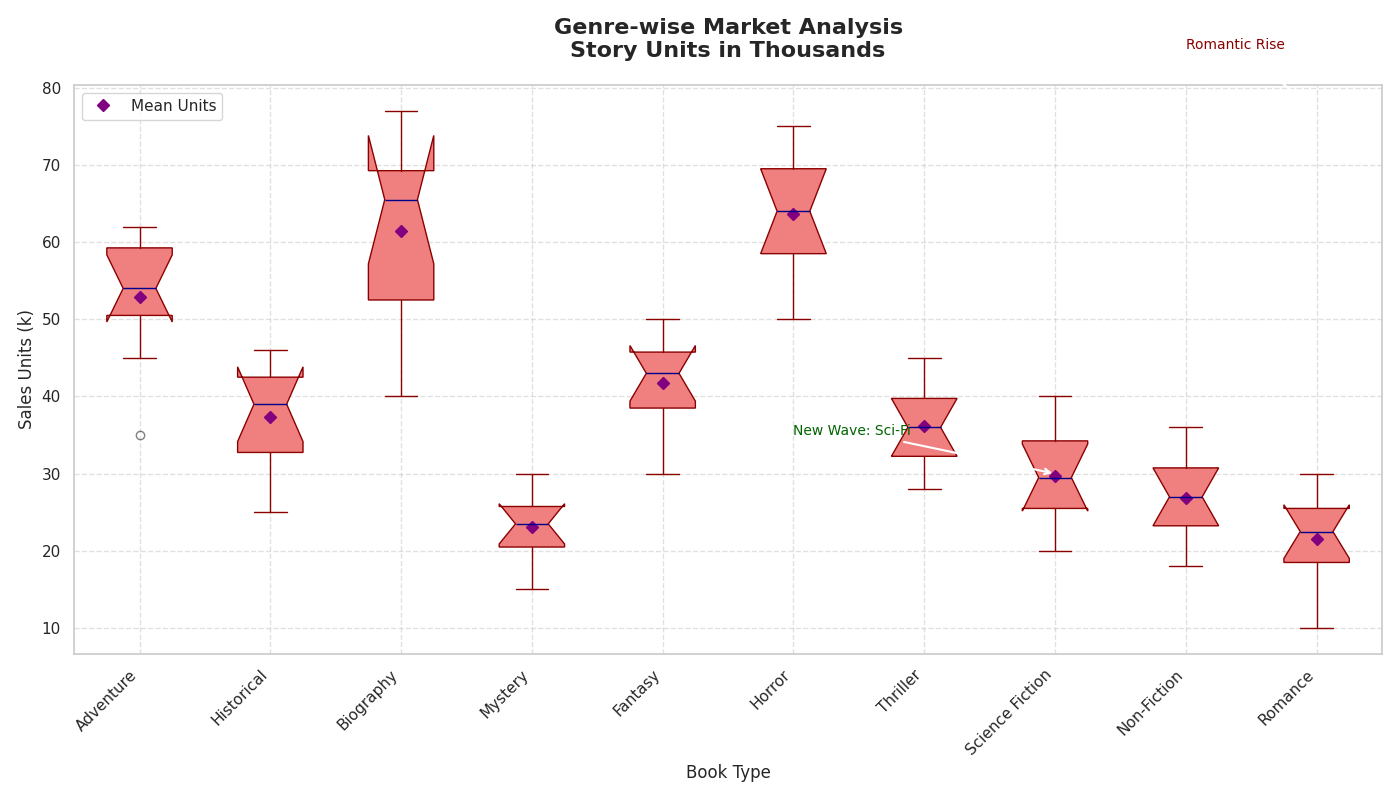 Genre-wise Market Analysis
Story Units in Thousands
Romantic Rise
Mean Units
80
70
60
50
40
30
20
10
Sales Units (k)
New Wave: Sci-Fi
Adventure
Historical
Biography
Mystery
Fantasy
Horror
Thriller
Science Fiction
Non-Fiction
Romance
Book Type